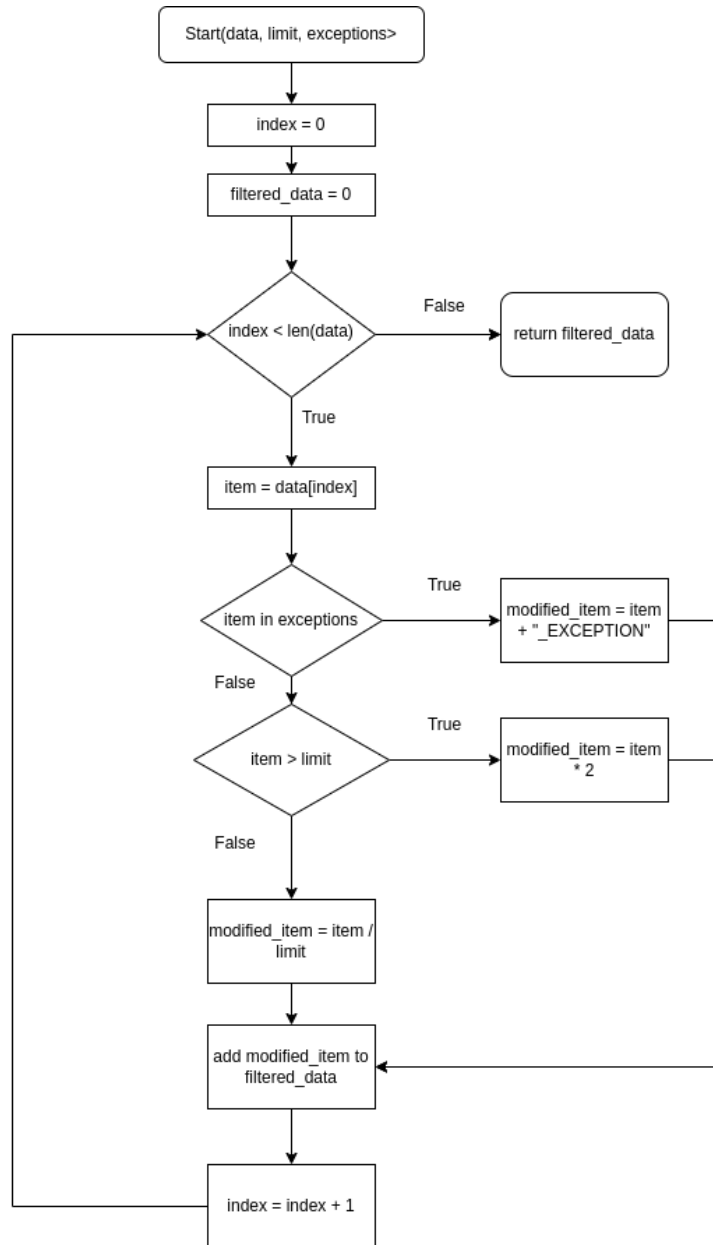 Start(data, limit, exceptions>
index = 0
filtered_data = 0
index < len(data)
False
return filtered_data
True
item = data[index]
item in exceptions
True
modified_item = item
+ "_EXCEPTION"
False
item > limit
True
modified_item = item
* 2
False
modified_item = item /
limit
add modified_item to
filtered_data
index = index + 1